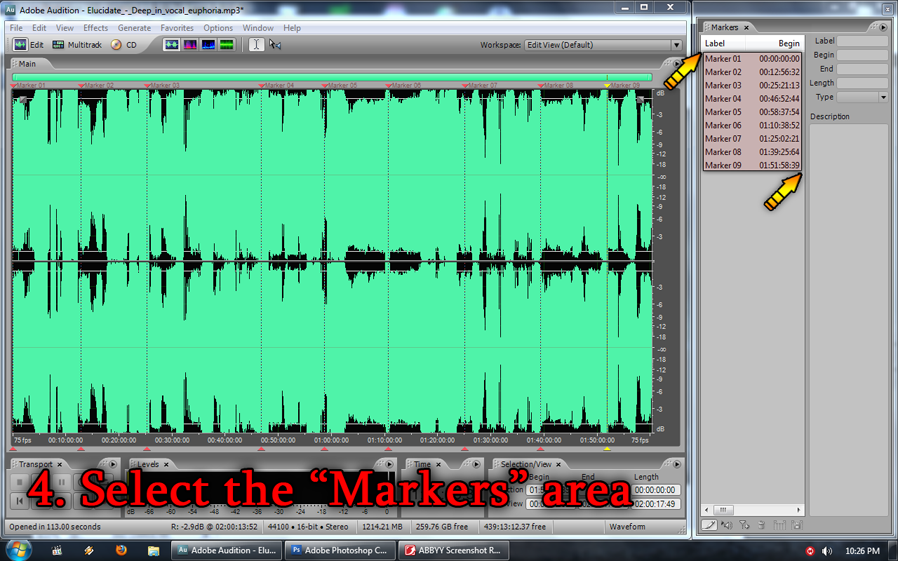 Adobe Audition - Elucidate_-_Deep_in_vocal_euphoria.mp3*
File Edit View Effects Generate Favorites Options Window Help
Edit Multitrack CD Workspace: Edit View (Default)
Main
Marker 01 Marker 02 Marker 03 Marker 04 Marker 05 Marker 06 Marker 07 Marker 08 Marker 09
dB
-3
-6
-9
-12
-18
-∞
-18
-12
-9
-6
-3
-3
-6
-9
-12
-18
-∞
-18
-12
-9
-6
-3
dB
75 fps 00:10:00:00 00:20:00:00 00:30:00:00 00:40:00:00 00:50:00:00 01:00:00:00 01:10:00:00 01:20:00:00 01:30:00:00 01:40:00:00 01:50:00:00 75 fps
Transport Levels Time Selection/View
Begin End Length
00:00:00:00
02:00:17:49
4. Select the “Markers” area
Opened in 113.00 seconds R: -2.9dB @ 02:00:13:52 44100 • 16-bit • Stereo 1214.21 MB 259.76 GB free 439:13:12.37 free Waveform
Markers
Label Begin
Marker 01 00:00:00:00
Marker 02 00:12:56:32
Marker 03 00:25:21:13
Marker 04 00:46:52:44
Marker 05 00:58:37:54
Marker 06 01:10:38:52
Marker 07 01:25:02:21
Marker 08 01:39:25:64
Marker 09 01:51:58:39
Label
Begin
End
Length
Type
Description
Adobe Audition - Elu... Adobe Photoshop C... ABBYY Screenshot R... 10:26 PM